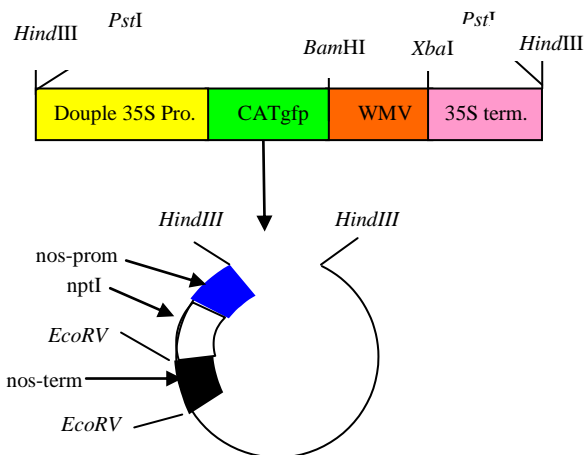 PstI
PstI
HindIII
BamHI
XbaI
HindIII
Douple 35S Pro.
CATgfp
WMV
35S term.
HindIII
HindIII
nos-prom
nptI
EcoRV
nos-term
EcoRV